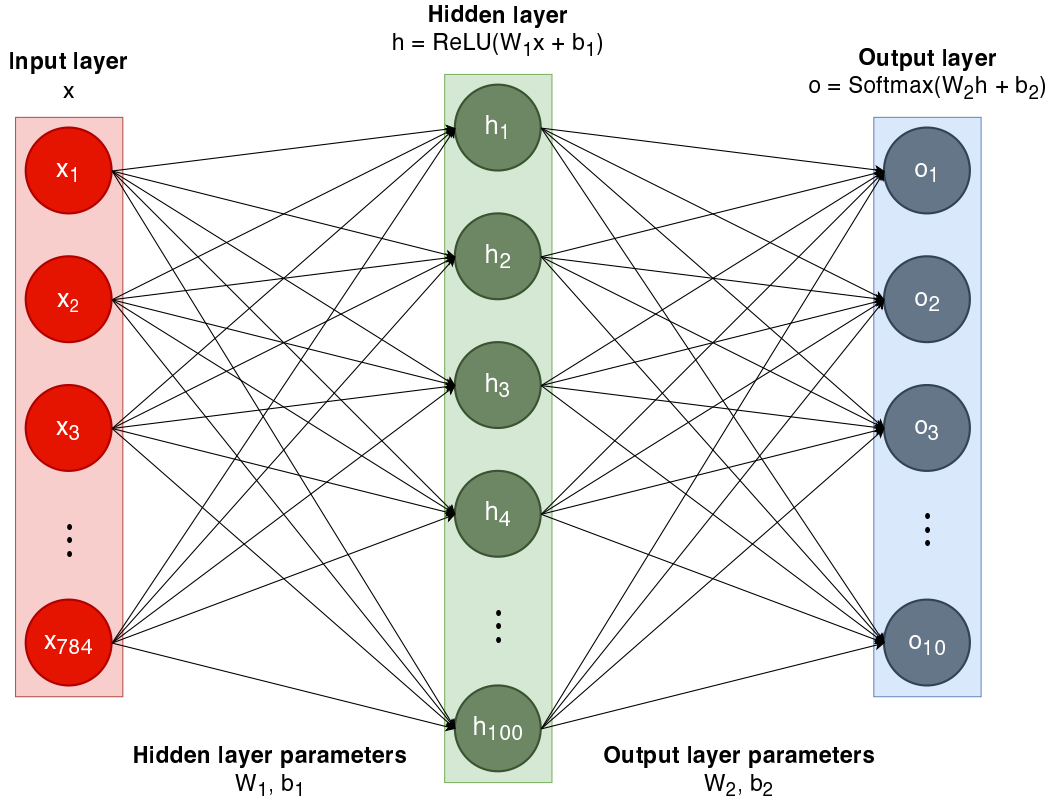 Hidden layer
h = ReLU(W₁x + b₁)
Input layer
x
Output layer
o = Softmax(W₂h + b₂)
x₁
x₂
x₃
⋮
x₇₈₄
h₁
h₂
h₃
h₄
⋮
h₁₀₀
o₁
o₂
o₃
⋮
o₁₀
Hidden layer parameters
W₁, b₁
Output layer parameters
W₂, b₂